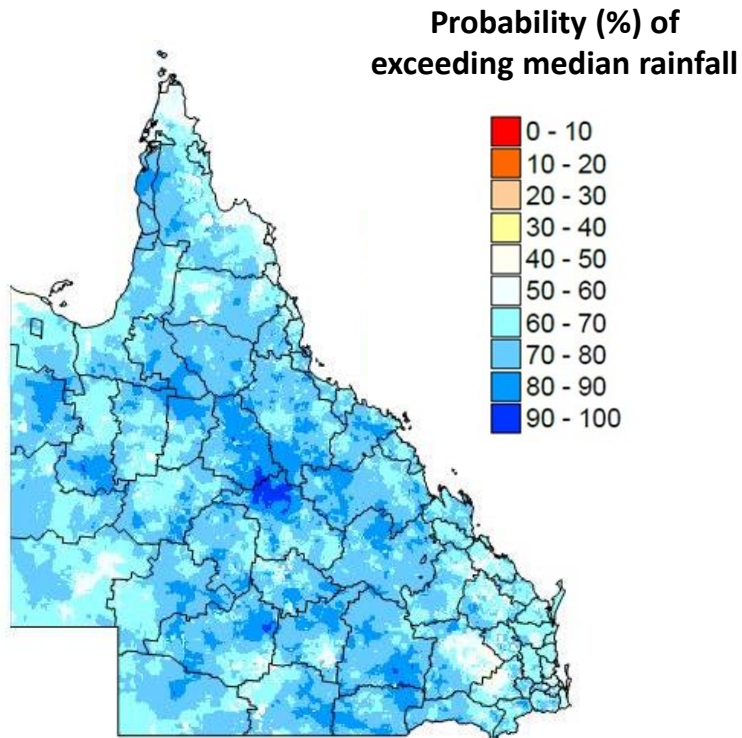 Probability (%) of
exceeding median rainfall
0 - 10
10 - 20
20 - 30
30 - 40
40 - 50
50 - 60
60 - 70
70 - 80
80 - 90
90 - 100